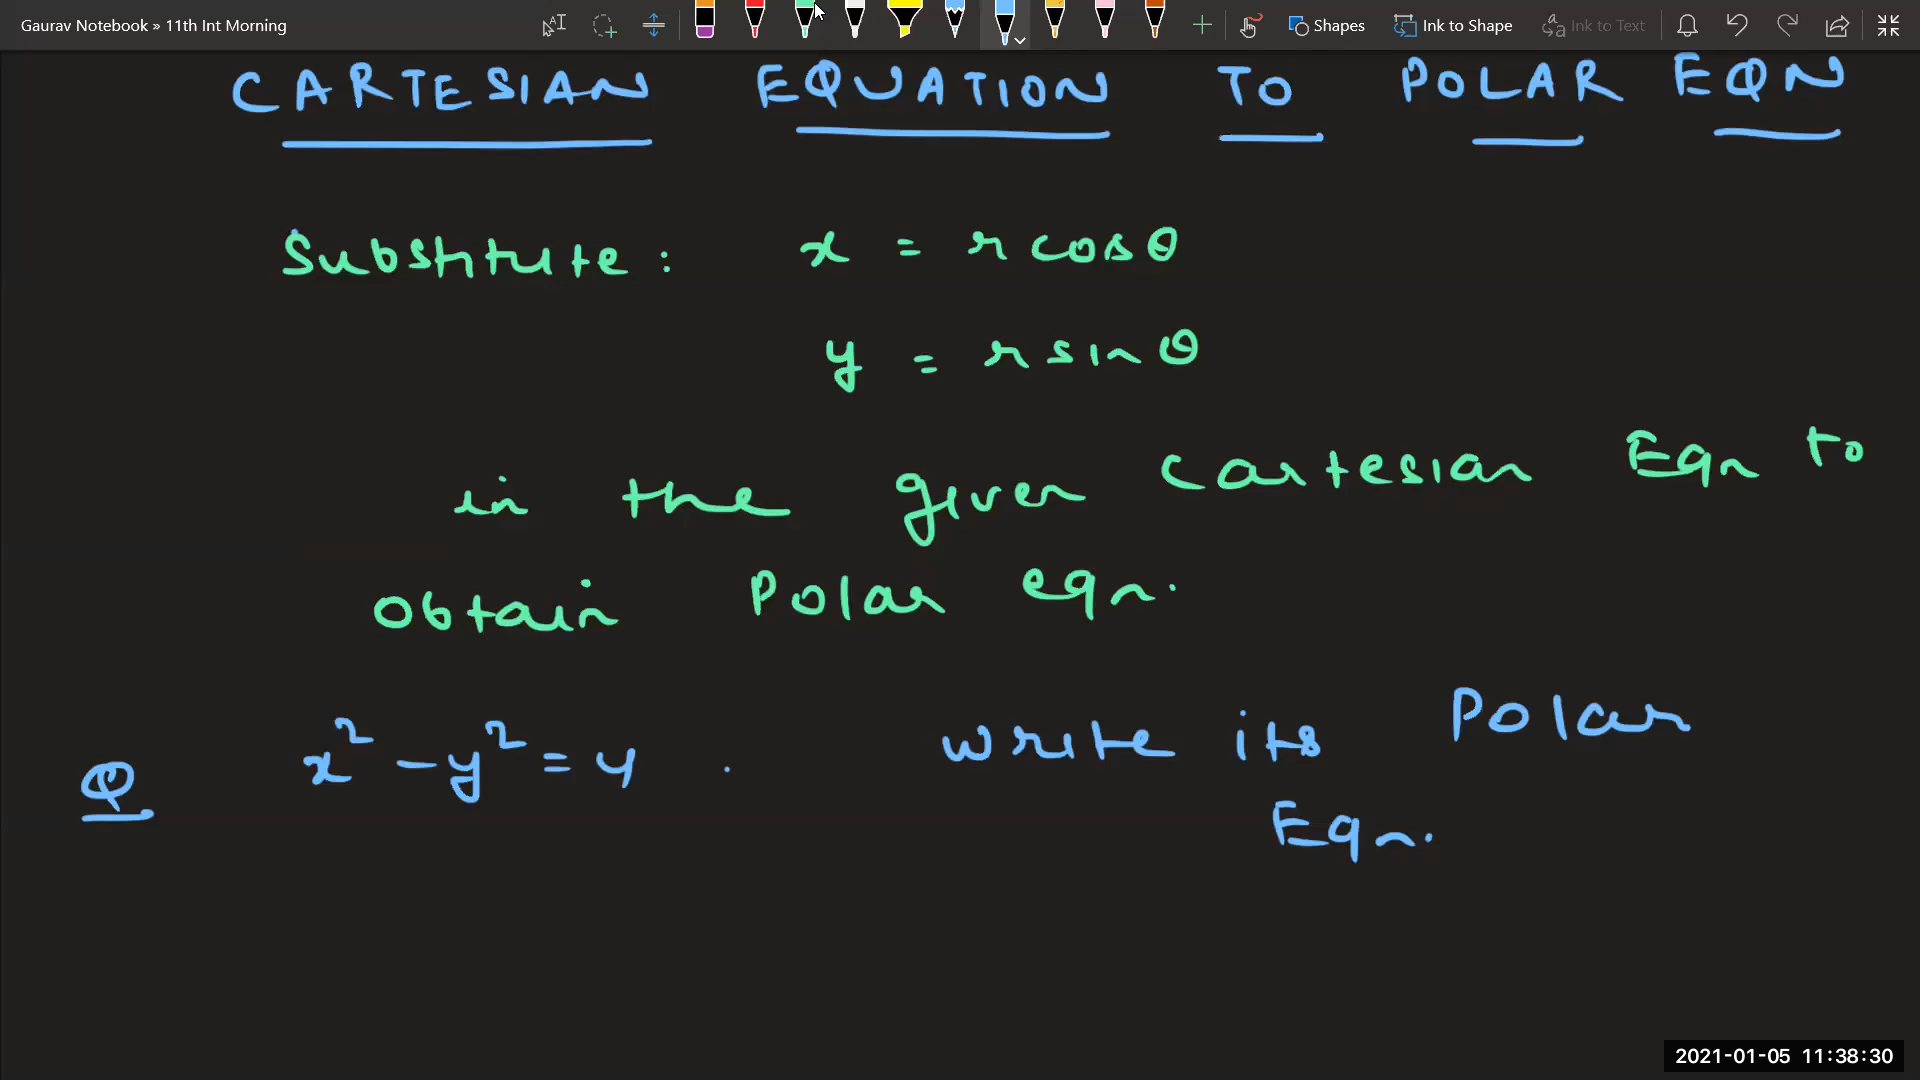 Gaurav Notebook » 11th Int Morning
Shapes Ink to Shape Ink to Text
CARTESIAN EQUATION TO POLAR EQN
Substitute : x = r cosθ
y = r sinθ
in the given cartesian Eqn to
obtain Polar eqn.
Q x² - y² = 4 . write its Polar
Eqn.
2021-01-05 11:38:30